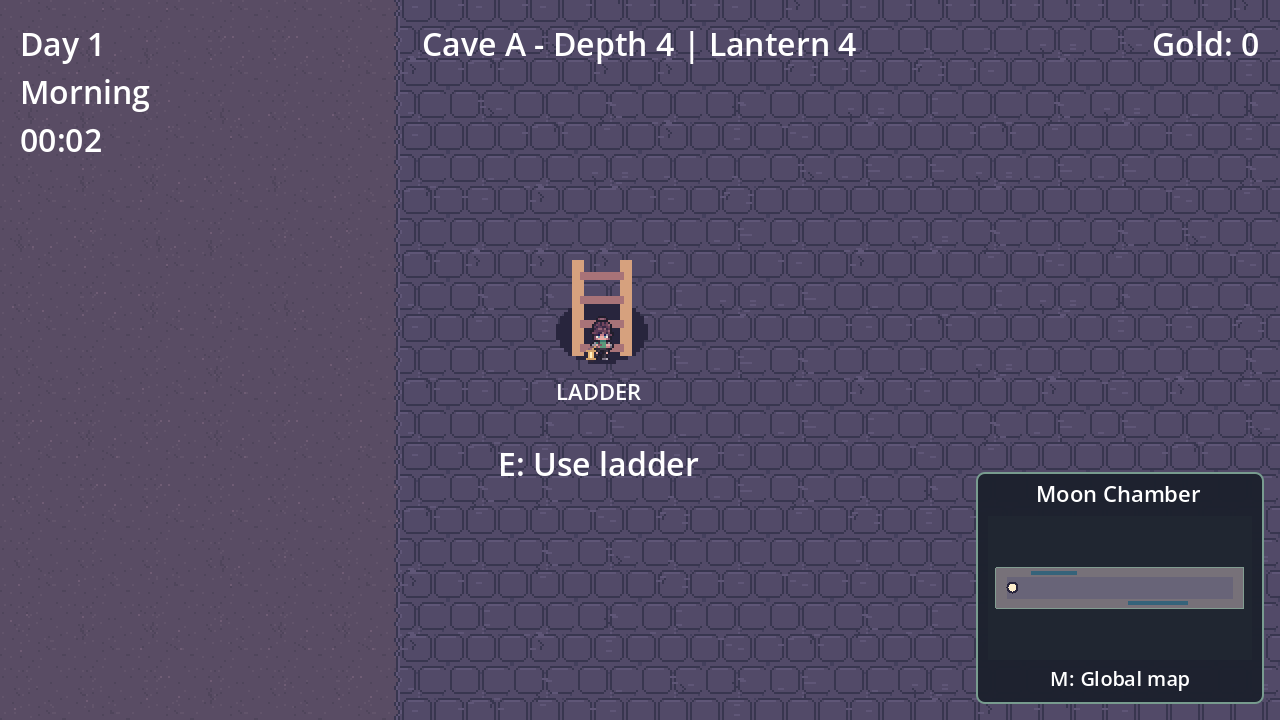 Day 1
Morning
00:02
Cave A - Depth 4 | Lantern 4
Gold: 0
LADDER
E: Use ladder
Moon Chamber
M: Global map